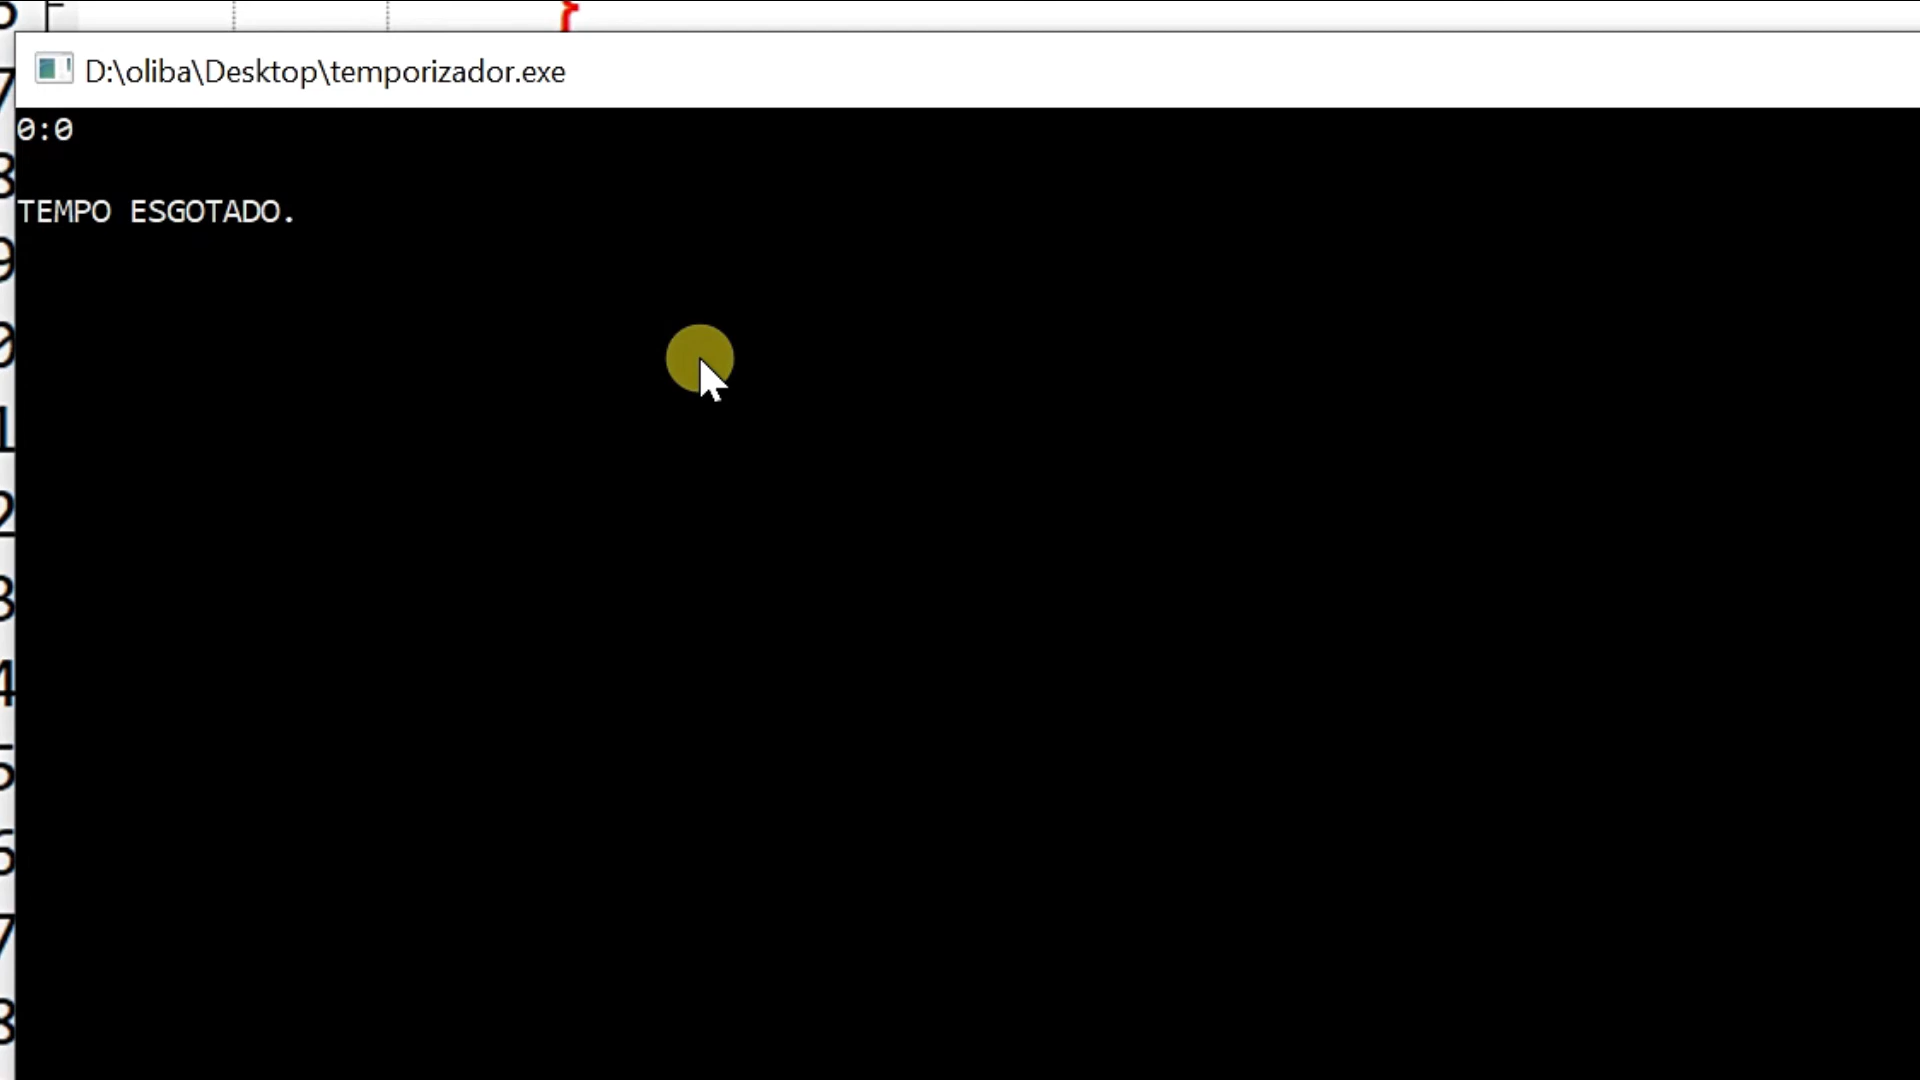 D:\oliba\Desktop\temporizador.exe
0:0
TEMPO ESGOTADO.
}